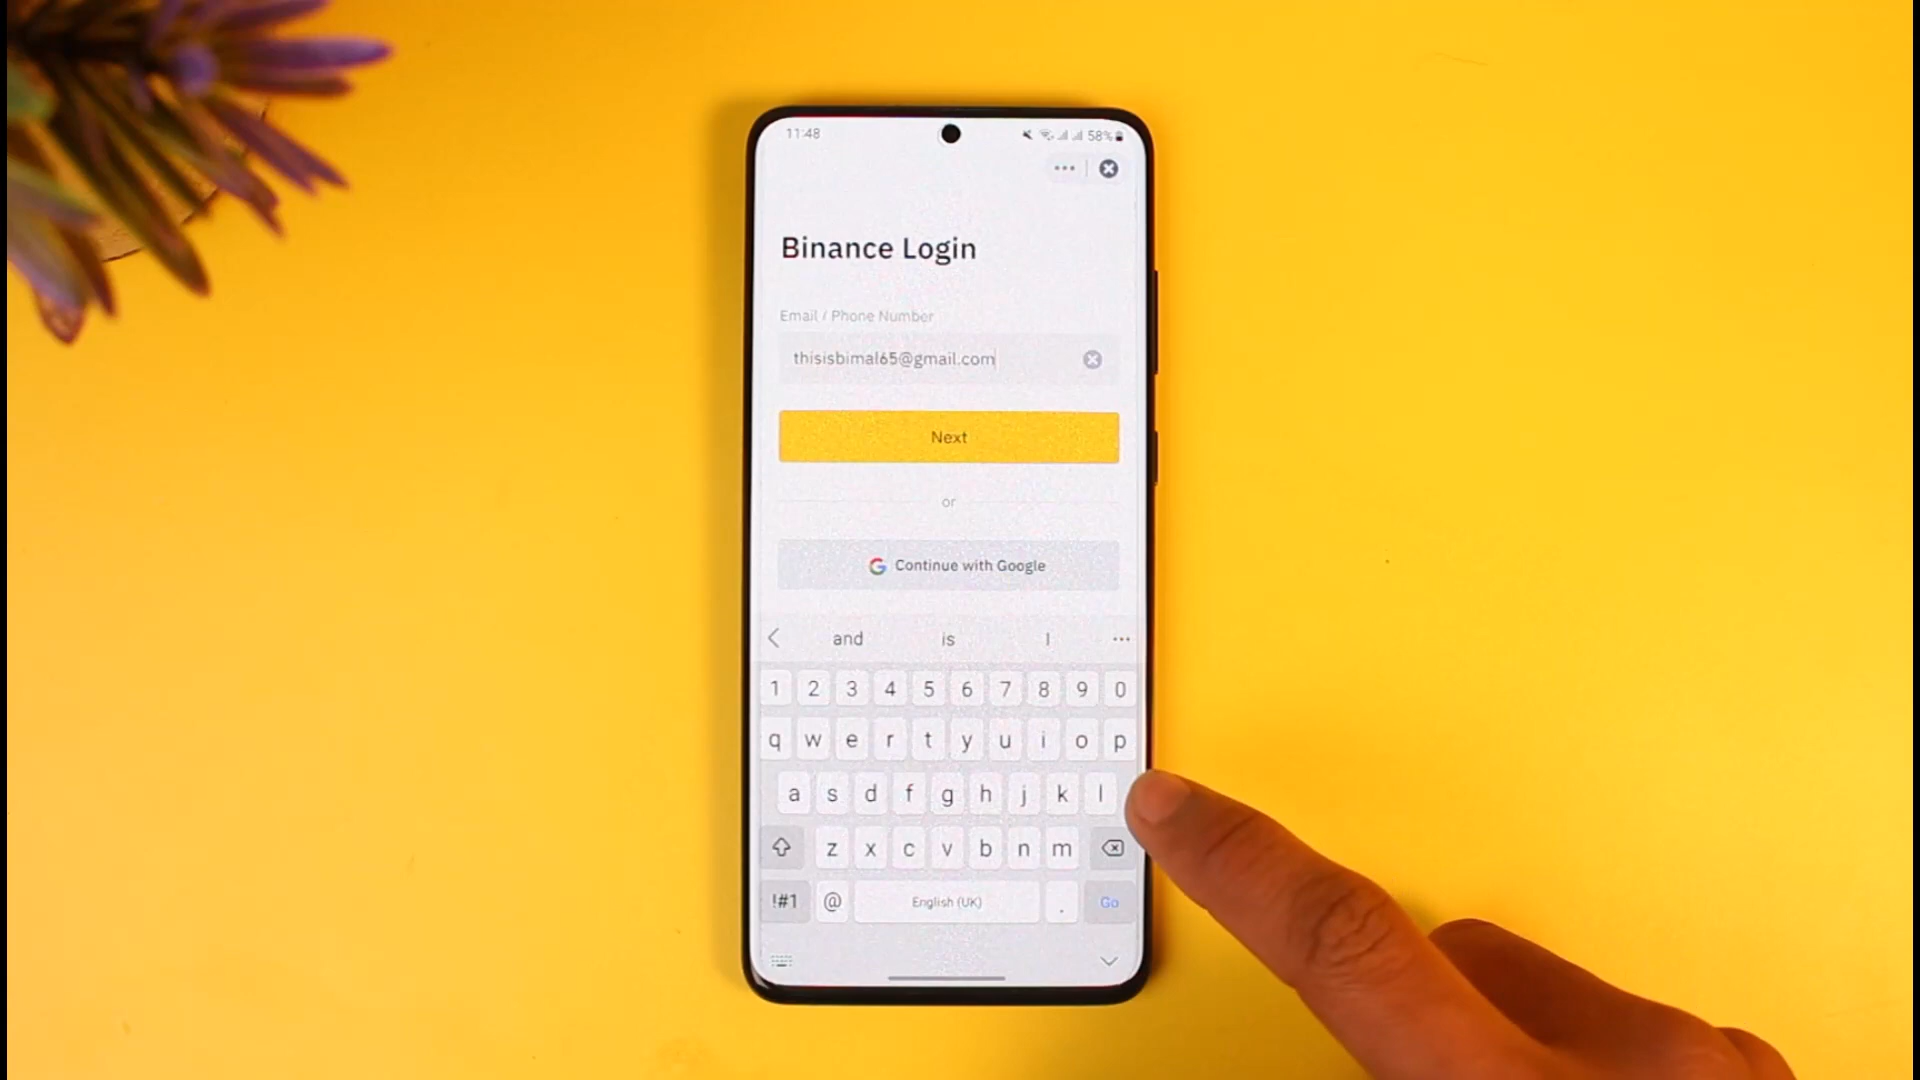 11:48
58%
Binance Login
Email / Phone Number
thisisbimal65@gmail.com
Next
or
Continue with Google
and is I
1 2 3 4 5 6 7 8 9 0
q w e r t y u i o p
a s d f g h j k l
z x c v b n m
!#1 @ English (UK) . Go